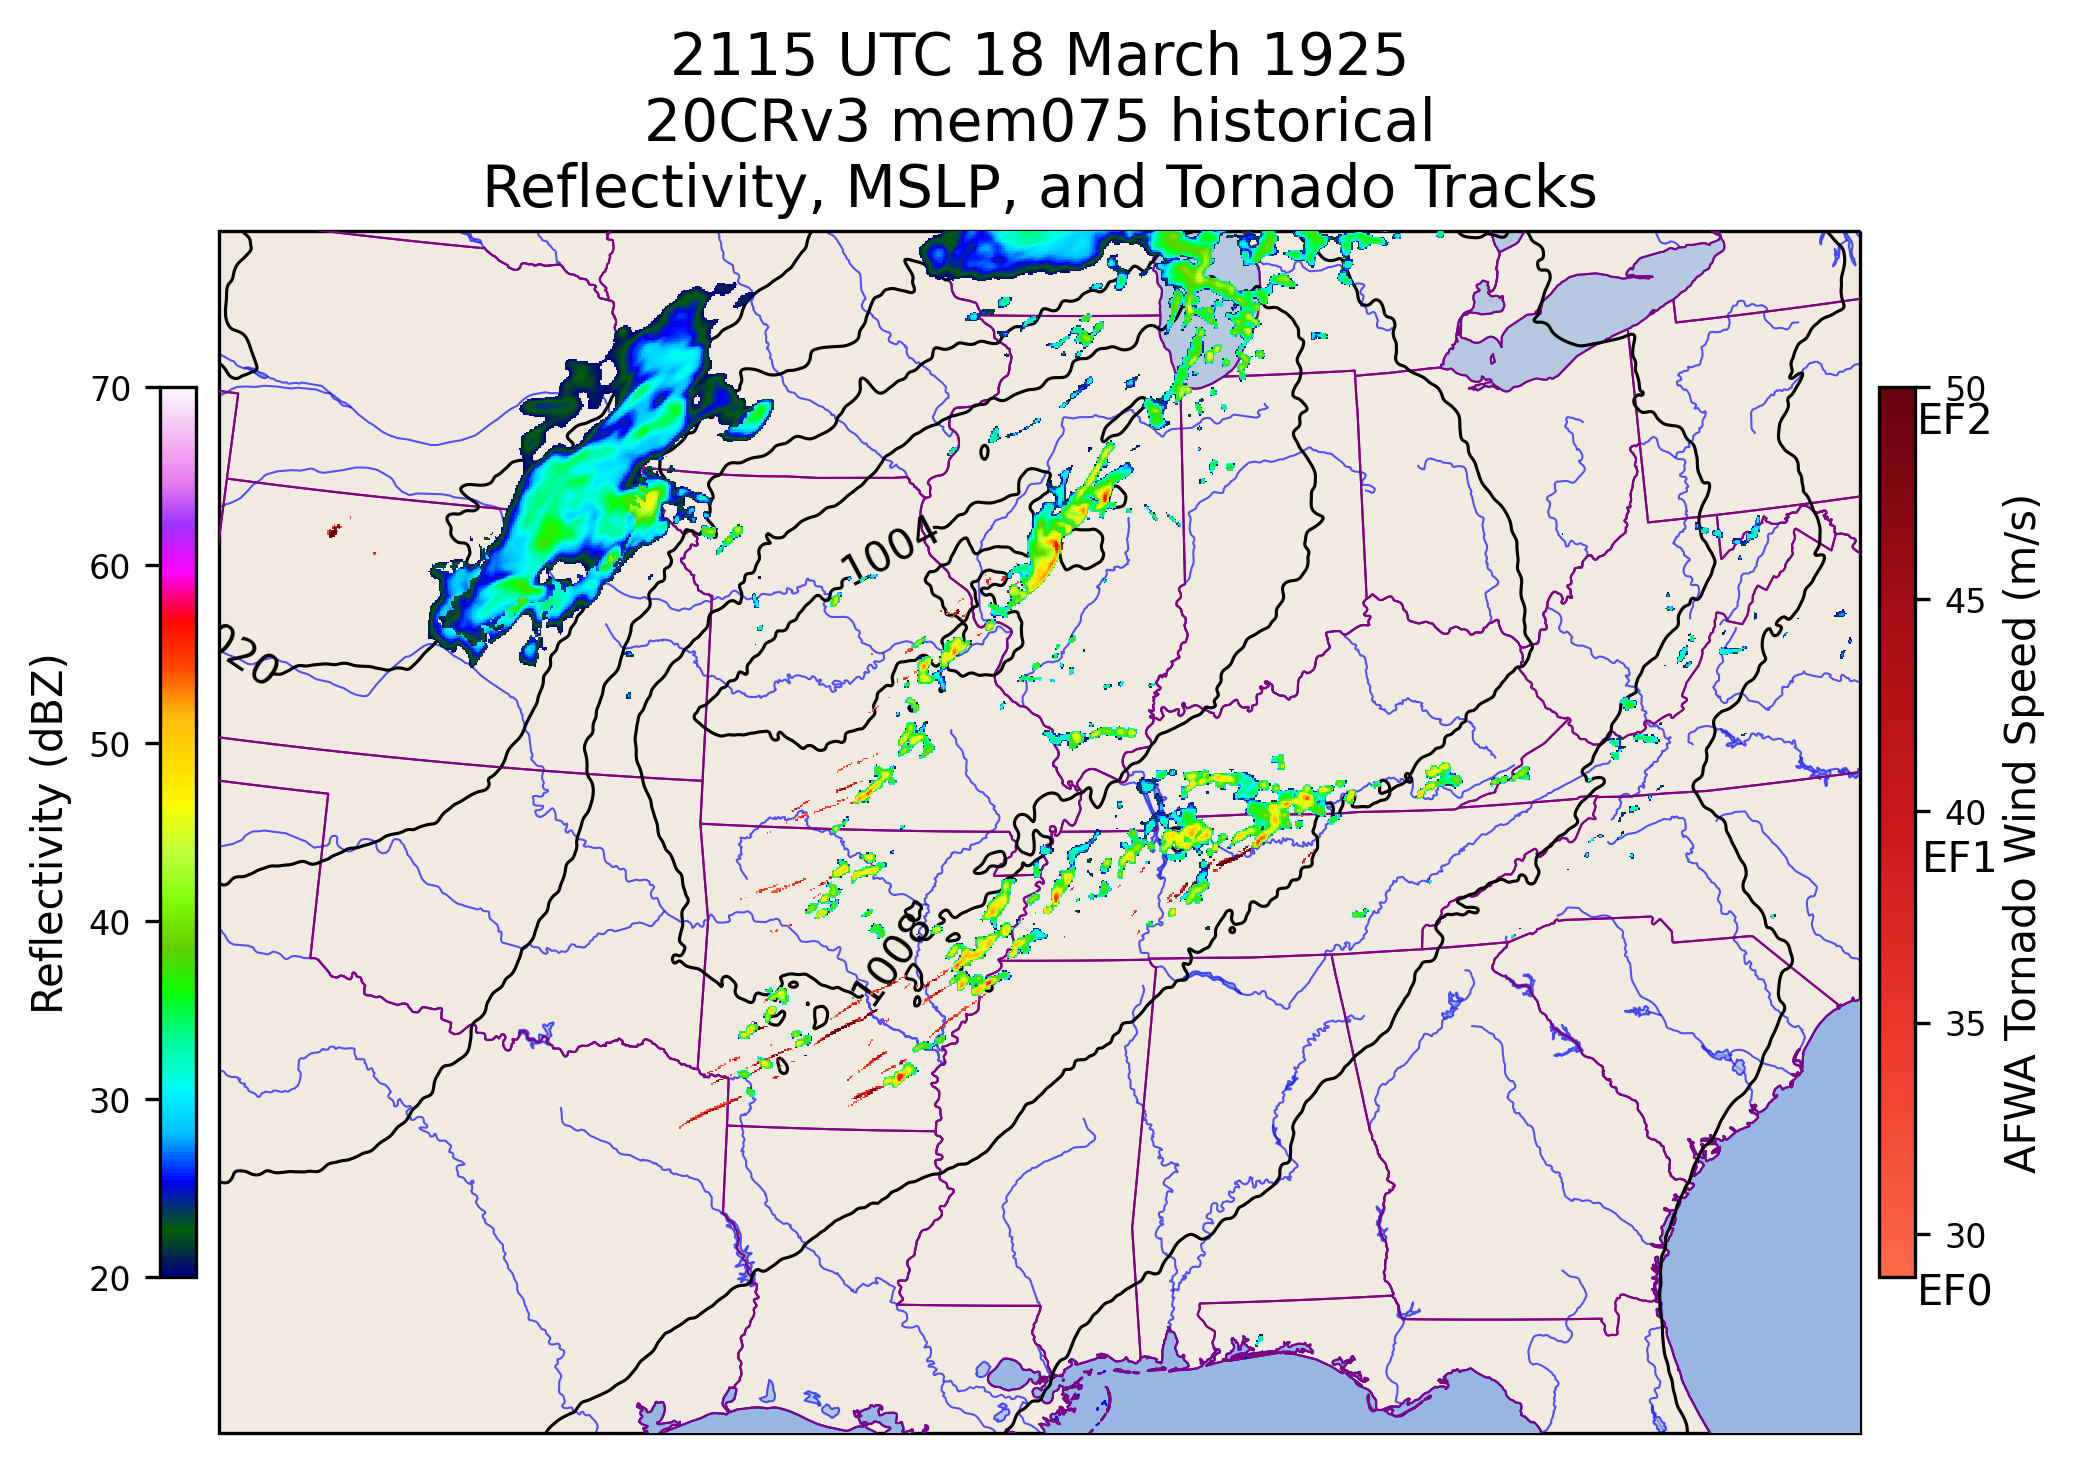 2115 UTC 18 March 1925
20CRv3 mem075 historical
Reflectivity, MSLP, and Tornado Tracks
70
60
50
40
30
20
Reflectivity (dBZ)
1004
020
1008
50
EF2
45
40
EF1
35
30
EF0
AFWA Tornado Wind Speed (m/s)